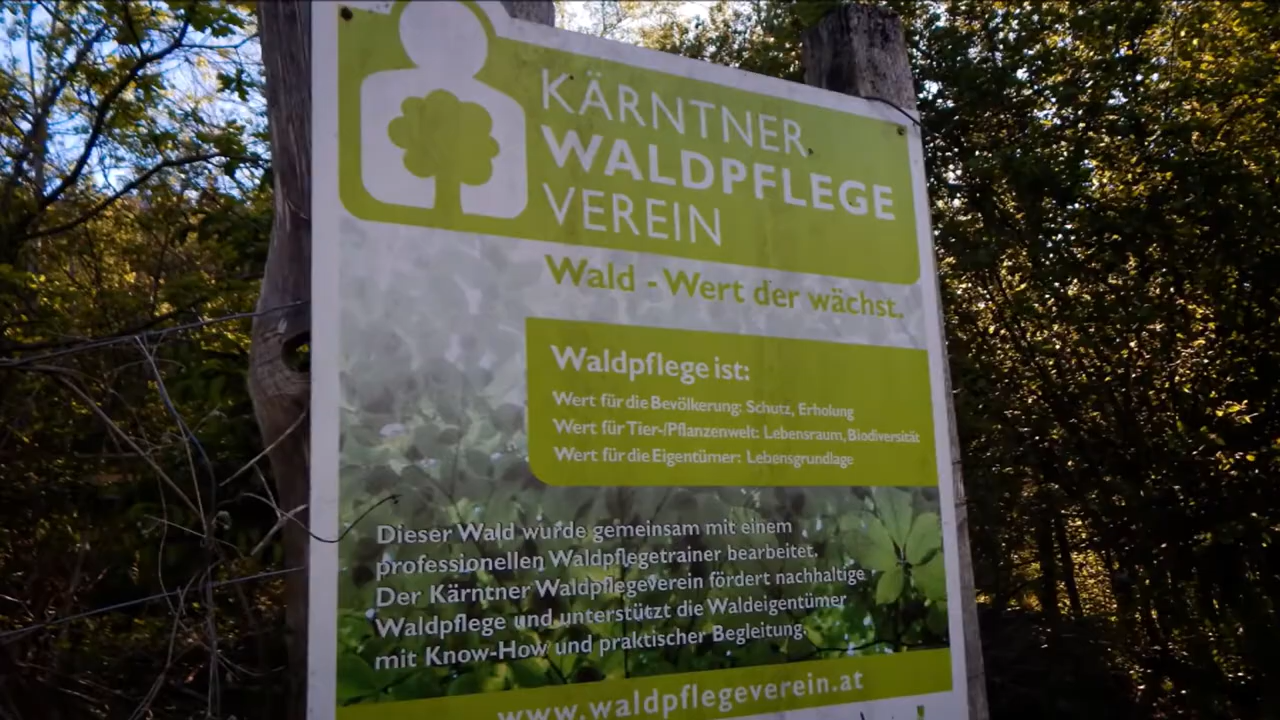 KÄRNTNER
WALDPFLEGE
VEREIN
Wald - Wert der wächst.
Waldpflege ist:
Wert für die Bevölkerung: Schutz, Erholung
Wert für Tier-/Pflanzenwelt: Lebensraum, Biodiversität
Wert für die Eigentümer: Lebensgrundlage
Dieser Wald wurde gemeinsam mit einem
professionellen Waldpflegetrainer bearbeitet.
Der Kärntner Waldpflegeverein fördert nachhaltige
Waldpflege und unterstützt die Waldeigentümer
mit Know-How und praktischer Begleitung.
www.waldpflegeverein.at